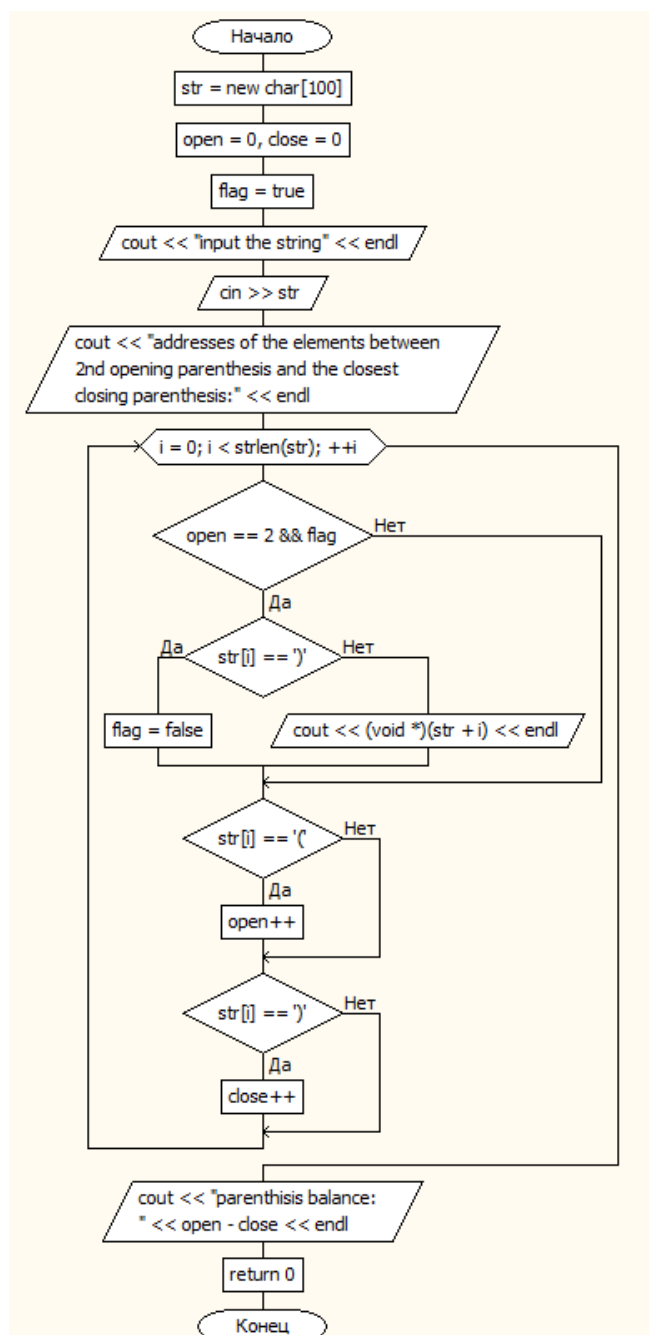 Начало
str = new char[100]
open = 0, close = 0
flag = true
cout << "input the string" << endl
cin >> str
cout << "addresses of the elements between
2nd opening parenthesis and the closest
closing parenthesis:" << endl
i = 0; i < strlen(str); ++i
open == 2 && flag
Нет
Да
str[i] == ')'
Да
Нет
flag = false
cout << (void *)(str + i) << endl
str[i] == '('
Нет
Да
open++
str[i] == ')'
Нет
Да
close++
cout << "parenthisis balance:
" << open - close << endl
return 0
Конец